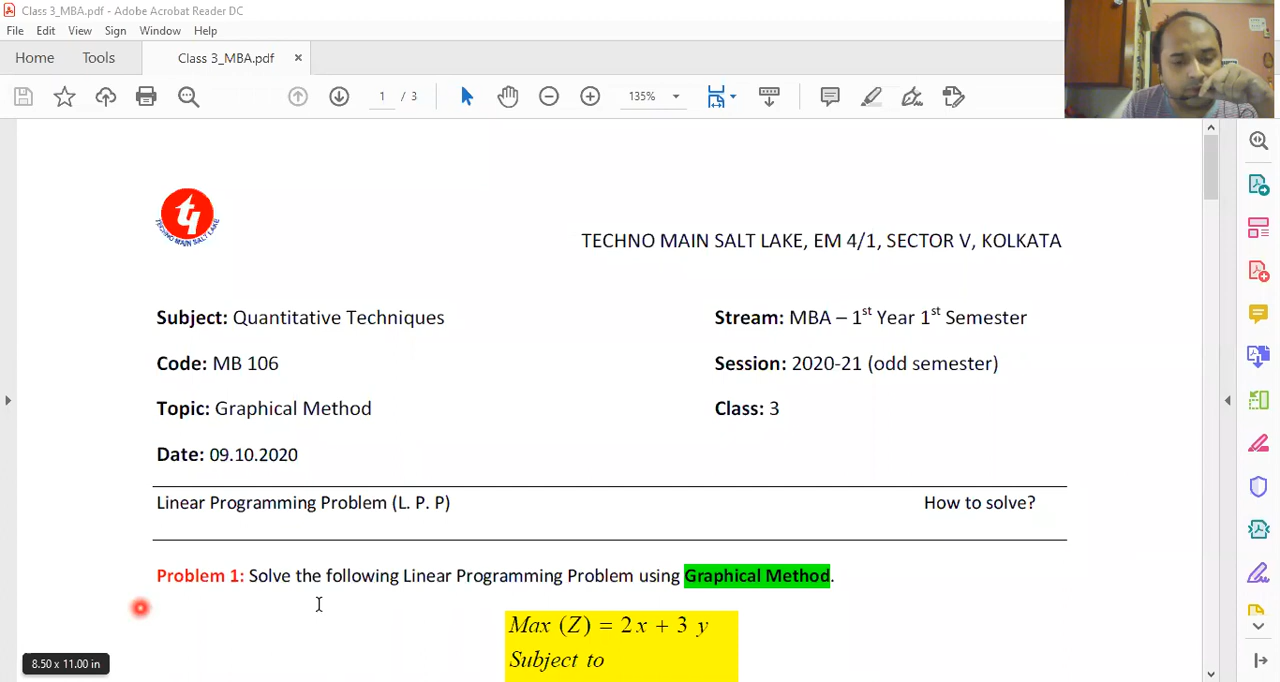 Class 3_MBA.pdf - Adobe Acrobat Reader DC
File Edit View Sign Window Help
Home Tools Class 3_MBA.pdf ×
1 / 3 135%
TECHNO MAIN SALT LAKE
TECHNO MAIN SALT LAKE, EM 4/1, SECTOR V, KOLKATA
Subject: Quantitative Techniques Stream: MBA – 1st Year 1st Semester
Code: MB 106 Session: 2020-21 (odd semester)
Topic: Graphical Method Class: 3
Date: 09.10.2020
Linear Programming Problem (L. P. P) How to solve?
Problem 1: Solve the following Linear Programming Problem using Graphical Method.
Max (Z) = 2x + 3 y
Subject to
8.50 x 11.00 in